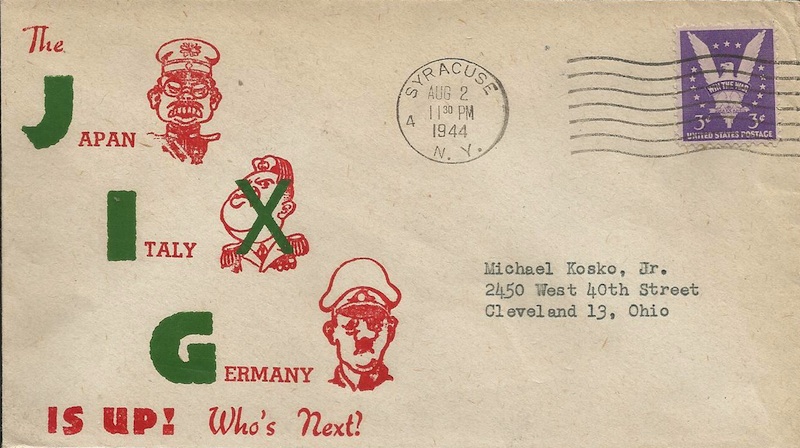 The
JAPAN
ITALY
X
GERMANY
IS UP! Who's Next?
SYRACUSE
AUG 2
11 30 PM
1944
N. Y.
4
WIN THE WAR
3¢ 3¢
UNITED STATES POSTAGE
Michael Kosko, Jr.
2450 West 40th Street
Cleveland 13, Ohio